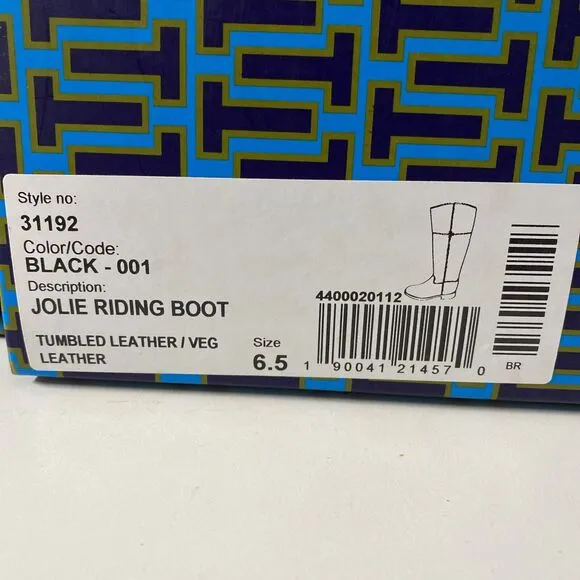 Style no:
31192
Color/Code:
BLACK - 001
Description:
JOLIE RIDING BOOT
TUMBLED LEATHER / VEG
LEATHER
Size
6.5
4400020112
1 90041 21457 0
BR